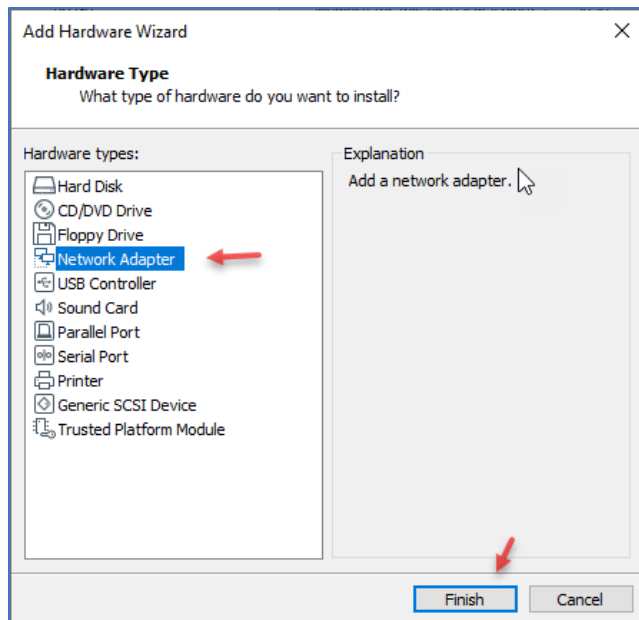 Add Hardware Wizard
Hardware Type
What type of hardware do you want to install?
Hardware types:
Hard Disk
CD/DVD Drive
Floppy Drive
Network Adapter
USB Controller
Sound Card
Parallel Port
Serial Port
Printer
Generic SCSI Device
Trusted Platform Module
Explanation
Add a network adapter.
Finish
Cancel